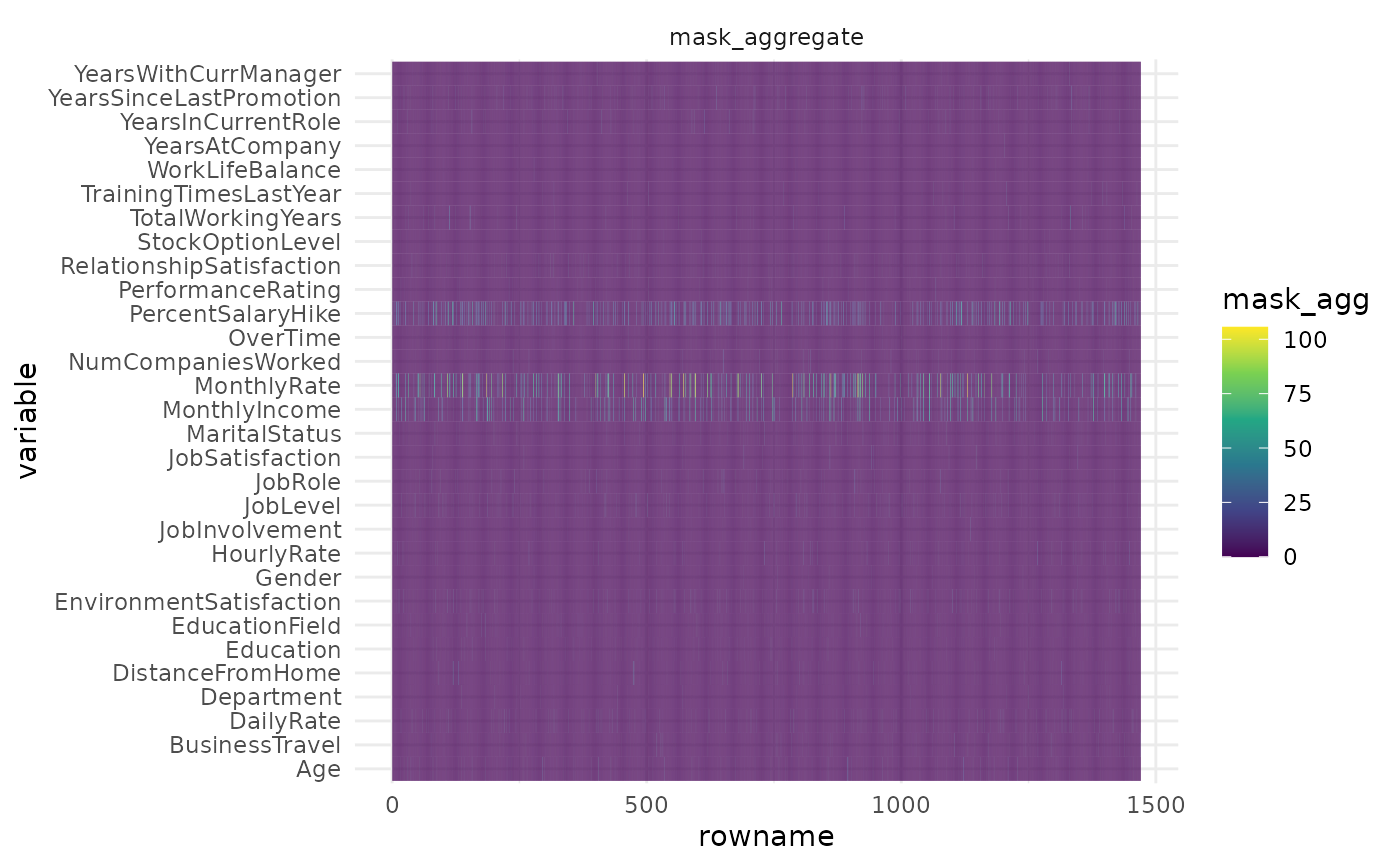 mask_aggregate
YearsWithCurrManager
YearsSinceLastPromotion
YearsInCurrentRole
YearsAtCompany
WorkLifeBalance
TrainingTimesLastYear
TotalWorkingYears
StockOptionLevel
RelationshipSatisfaction
PerformanceRating
PercentSalaryHike
OverTime
NumCompaniesWorked
MonthlyRate
MonthlyIncome
MaritalStatus
JobSatisfaction
JobRole
JobLevel
JobInvolvement
HourlyRate
Gender
EnvironmentSatisfaction
EducationField
Education
DistanceFromHome
Department
DailyRate
BusinessTravel
Age
variable
0 500 1000 1500
rowname
mask_agg
100
75
50
25
0